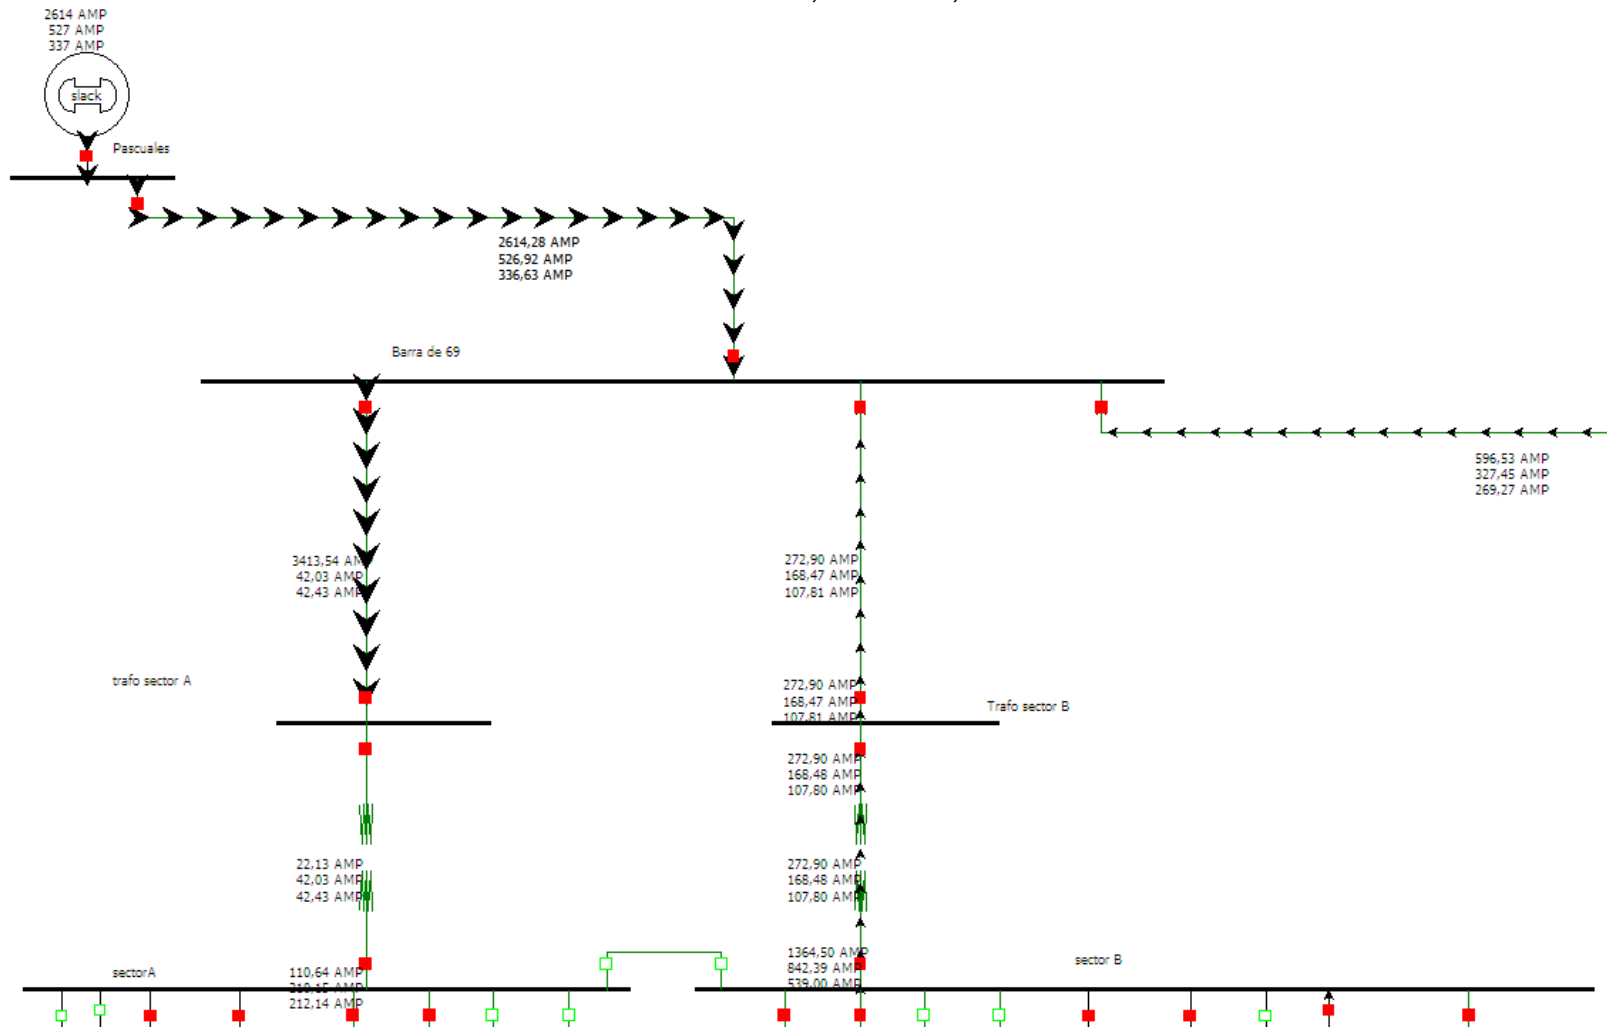 2614 AMP
527 AMP
337 AMP
slack
Pascuales
2614,28 AMP
526,92 AMP
336,63 AMP
Barra de 69
596,53 AMP
327,45 AMP
269,27 AMP
3413,54 AMP
42,03 AMP
42,43 AMP
272,90 AMP
168,47 AMP
107,81 AMP
trafo sector A
272,90 AMP
168,47 AMP
107,81 AMP
Trafo sector B
272,90 AMP
168,48 AMP
107,80 AMP
22,13 AMP
42,03 AMP
42,43 AMP
272,90 AMP
168,48 AMP
107,80 AMP
sectorA
110,64 AMP
AMP
212,14 AMP
1364,50 AMP
842,39 AMP
539,00 AMP
sector B